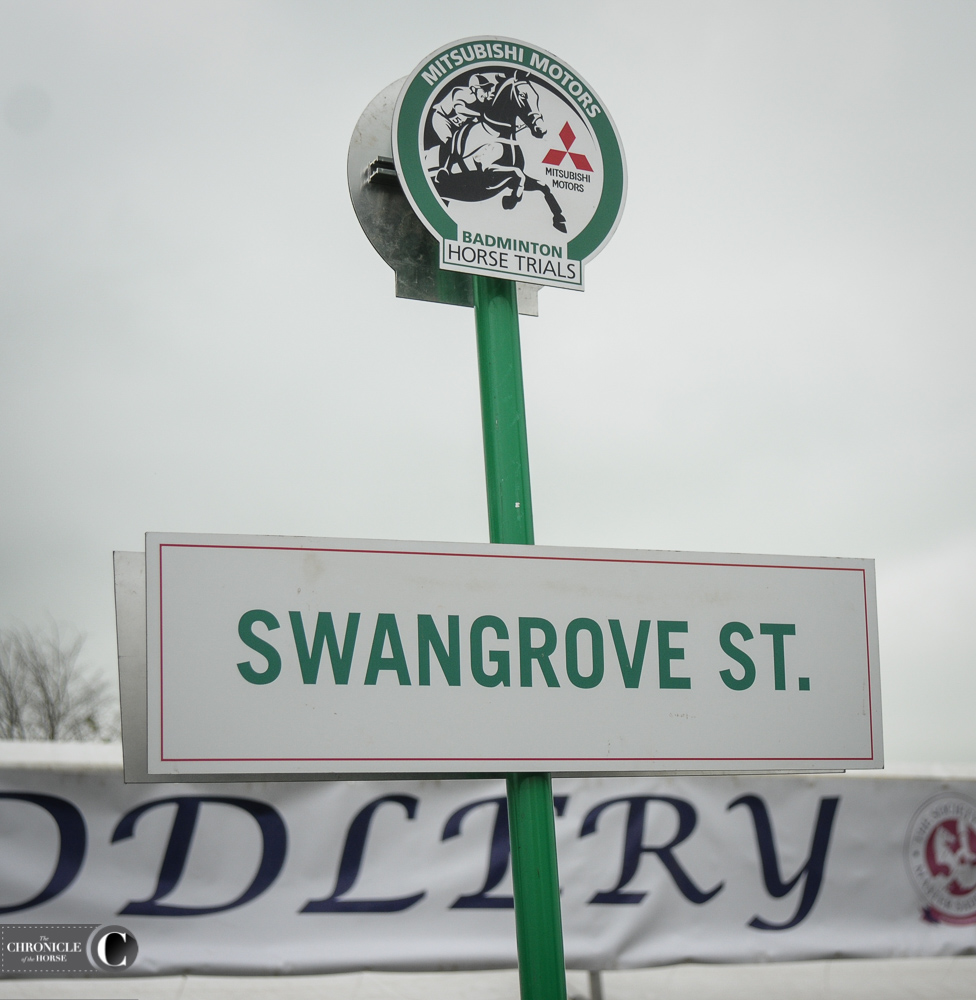 MITSUBISHI MOTORS
MITSUBISHI
MOTORS
BADMINTON
HORSE TRIALS
SWANGROVE ST.
DDLERY
The
CHRONICLE
of the HORSE
C